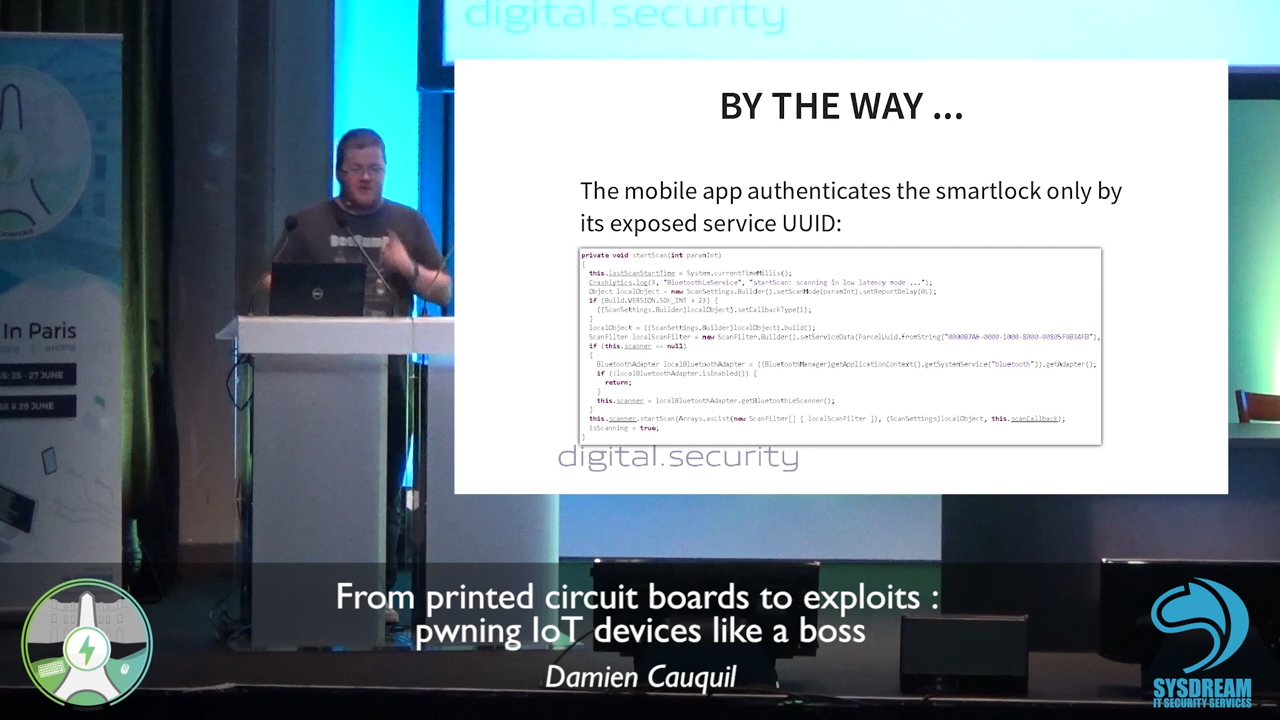 digital.security
BY THE WAY ...
The mobile app authenticates the smartlock only by
its exposed service UUID:
private void startScan(int paramInt)
{
this.lastScanStartTime = System.currentTimeMillis();
Crashlytics.log(3, "BluetoothLeService", "startScan: scanning in low latency mode ...");
Object localObject = new ScanSettings.Builder().setScanMode(paramInt).setReportDelay(0L);
if (Build.VERSION.SDK_INT > 23) {
((ScanSettings.Builder)localObject).setCallbackType(1);
}
localObject = ((ScanSettings.Builder)localObject).build();
ScanFilter localScanFilter = new ScanFilter.Builder().setServiceData(ParcelUuid.fromString("0000B7A6-0000-1000-8000-00805F9B34FB"),
if (this.scanner == null)
{
BluetoothAdapter localBluetoothAdapter = ((BluetoothManager)getApplicationContext().getSystemService("bluetooth")).getAdapter();
if (!localBluetoothAdapter.isEnabled()) {
return;
}
this.scanner = localBluetoothAdapter.getBluetoothLeScanner();
}
this.scanner.startScan(Arrays.asList(new ScanFilter[] { localScanFilter }), (ScanSettings)localObject, this.scanCallback);
isScanning = true;
}
digital.security
In Paris
25 - 27 JUNE
28 & 29 JUNE
DELL
From printed circuit boards to exploits :
pwning IoT devices like a boss
Damien Cauquil
SYSDREAM
IT SECURITY SERVICES